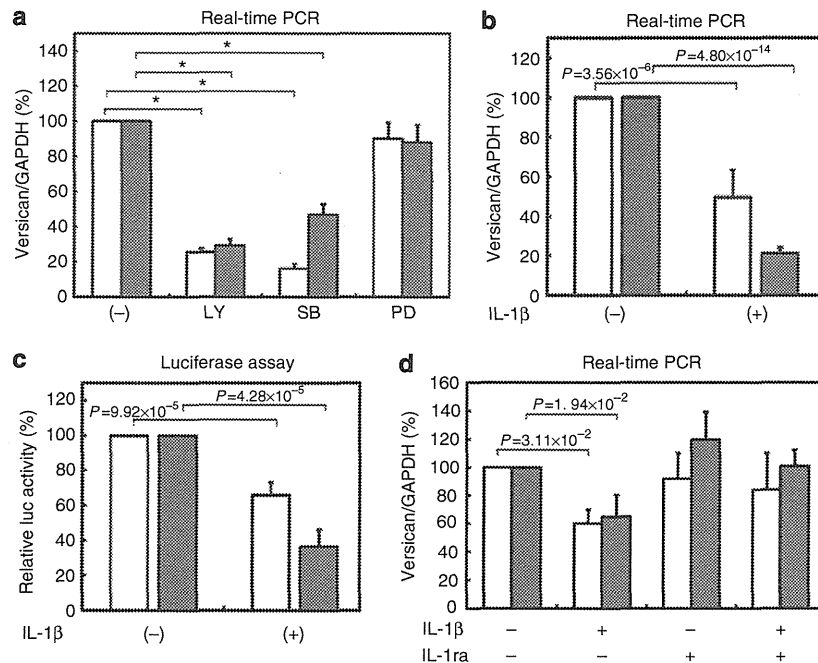 a
Real-time PCR
Versican/GAPDH (%)
140
120
100
80
60
40
20
0
*
*
*
*
(–) LY SB PD
b
Real-time PCR
Versican/GAPDH (%)
120
100
80
60
40
20
0
P=4.80×10⁻¹⁴
P=3.56×10⁻⁶
IL-1β (–) (+)
c
Luciferase assay
Relative luc activity (%)
120
100
80
60
40
20
0
P=4.28×10⁻⁵
P=9.92×10⁻⁵
IL-1β (–) (+)
d
Real-time PCR
Versican/GAPDH (%)
160
140
120
100
80
60
40
20
0
P=1. 94×10⁻²
P=3.11×10⁻²
IL-1β – + – +
IL-1ra – – + +